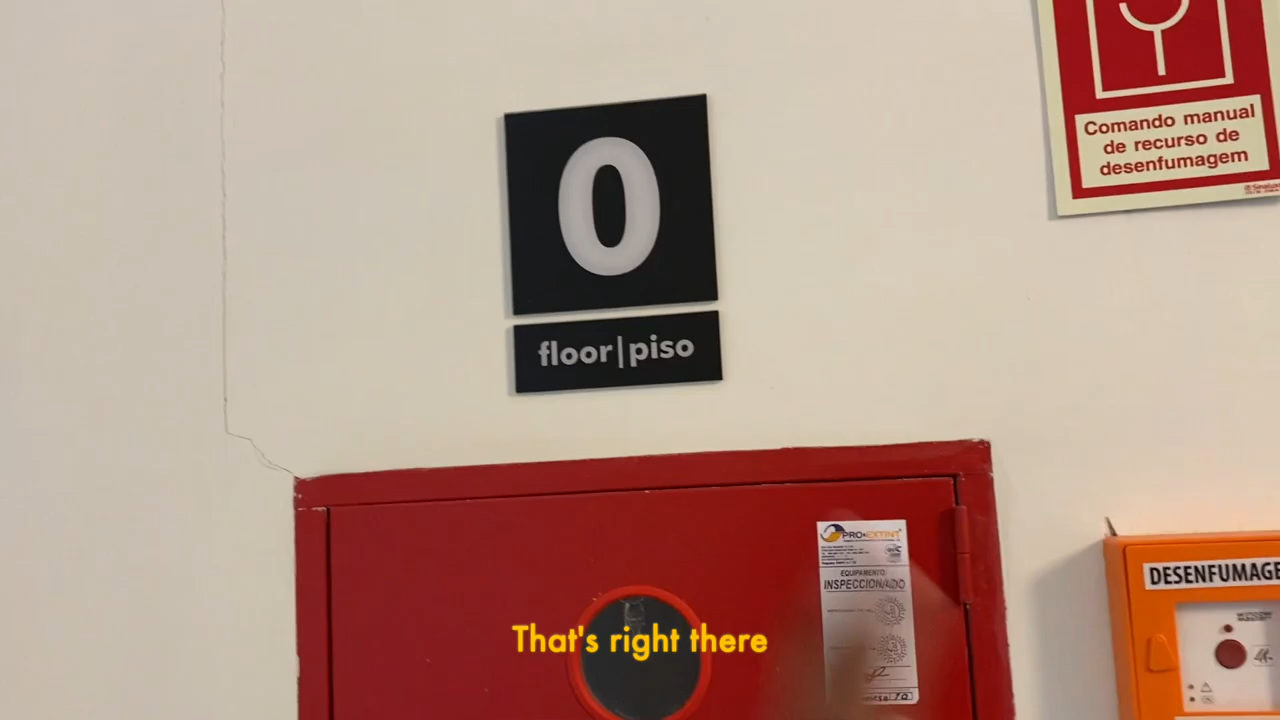 0
floor|piso
Comando manual
de recurso de
desenfumagem
PRO-EXTINT
EQUIPAMENTO
INSPECCIONADO
DESENFUMAGE
That's right there